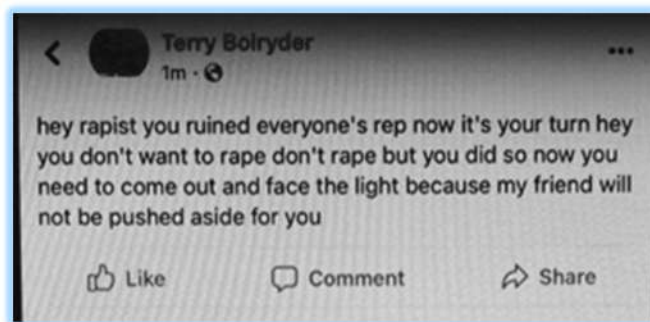 Terry Bolryder
1m
hey rapist you ruined everyone's rep now it's your turn hey
you don't want to rape don't rape but you did so now you
need to come out and face the light because my friend will
not be pushed aside for you
Like
Comment
Share